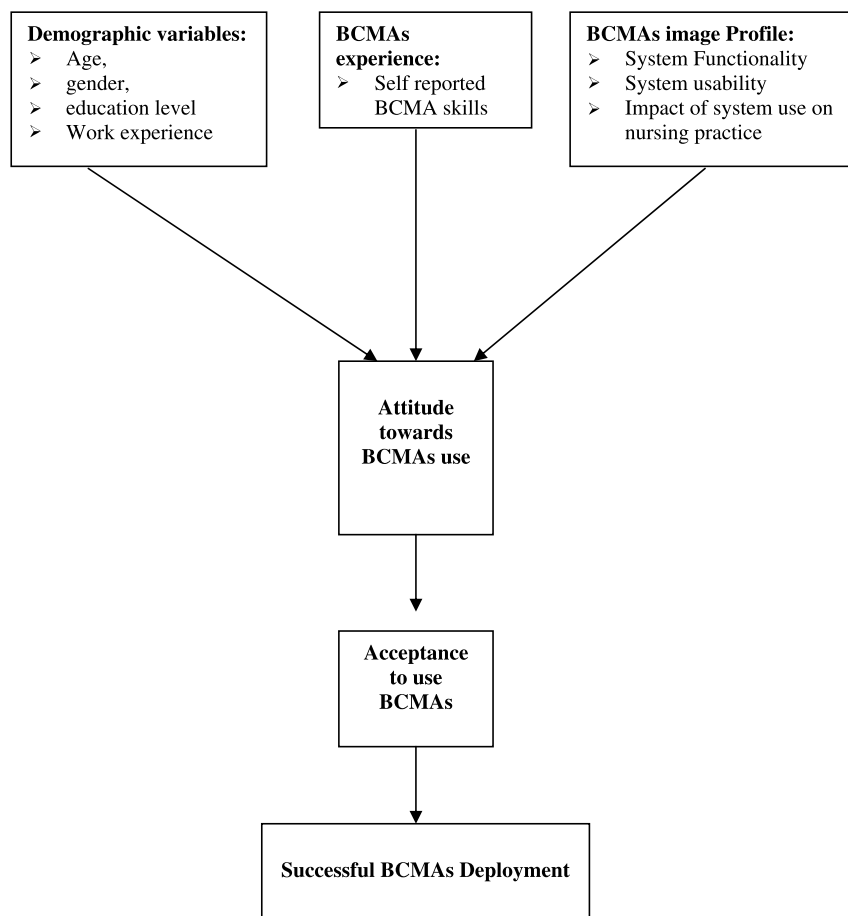 Demographic variables:
➢ Age,
➢ gender,
➢ education level
➢ Work experience
BCMAs
experience:
➢ Self reported
BCMA skills
BCMAs image Profile:
➢ System Functionality
➢ System usability
➢ Impact of system use on
nursing practice
Attitude
towards
BCMAs use
Acceptance
to use
BCMAs
Successful BCMAs Deployment